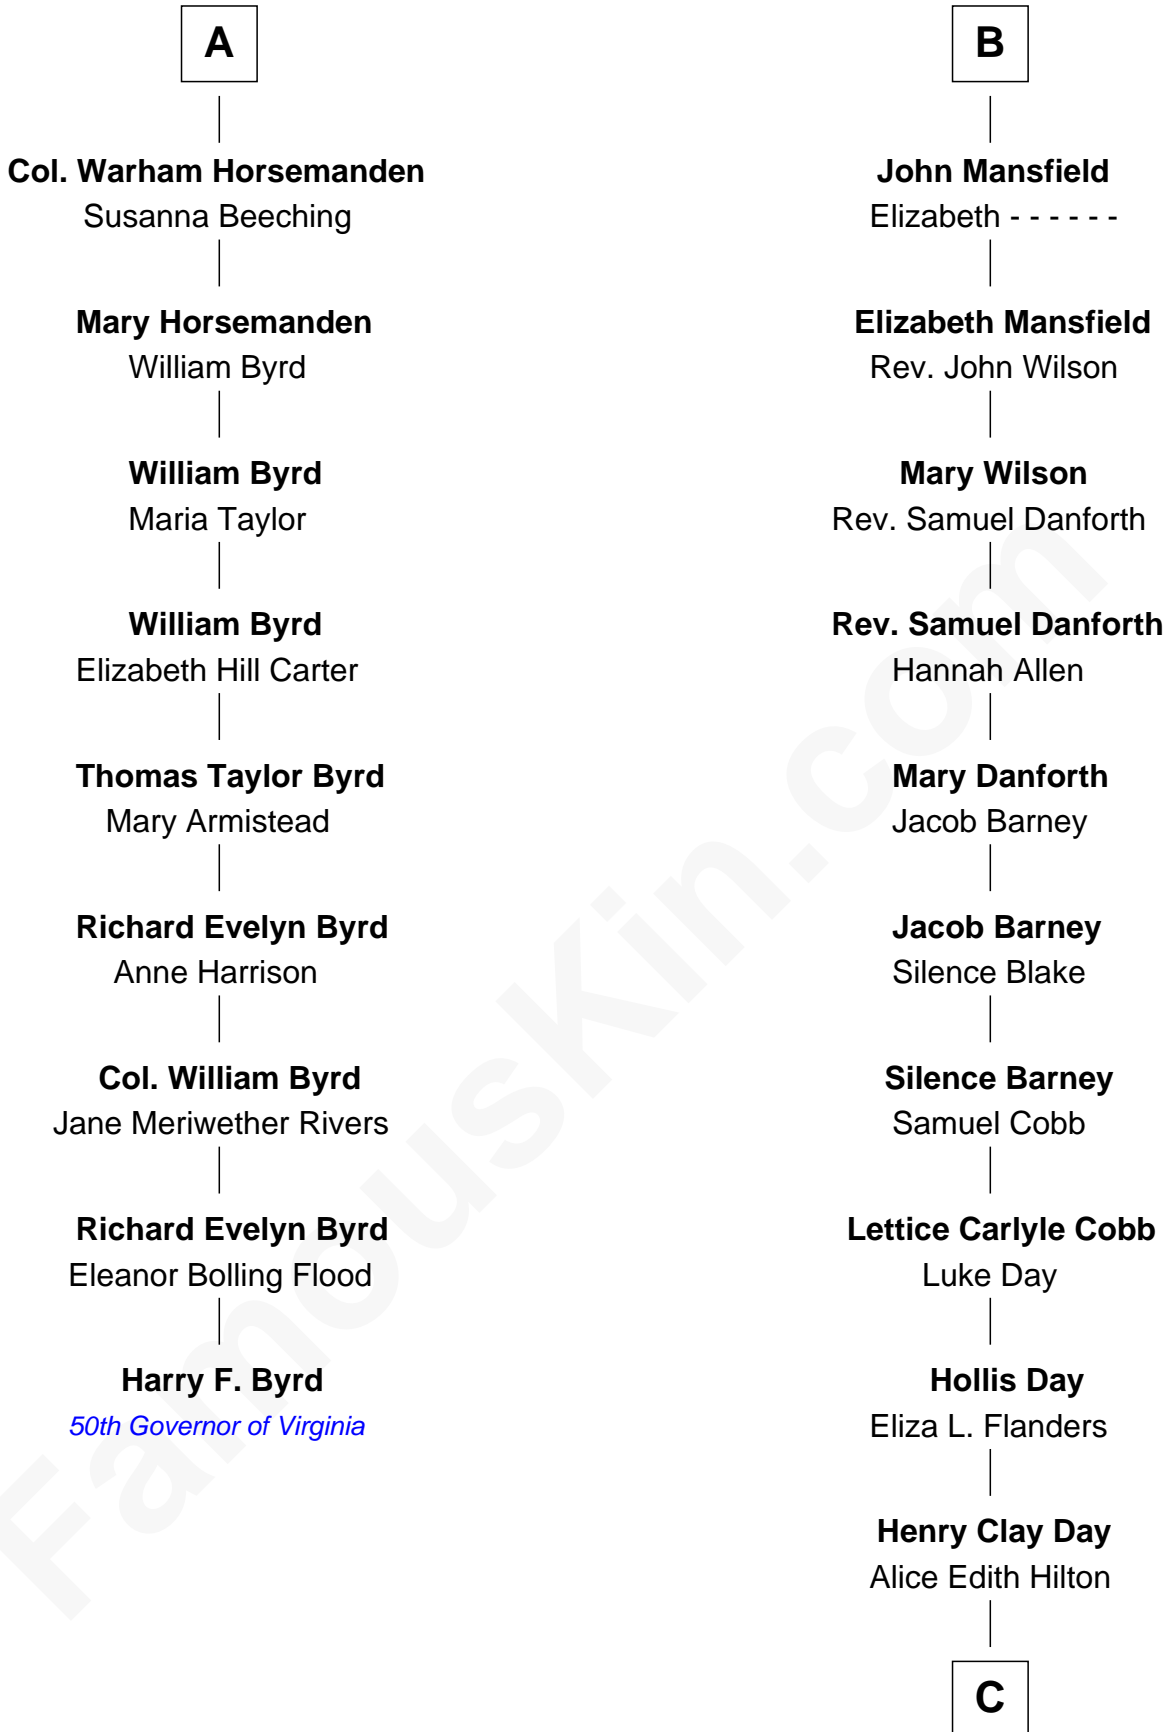 A
Col. Warham Horsemanden
Susanna Beeching
Mary Horsemanden
William Byrd
William Byrd
Maria Taylor
William Byrd
Elizabeth Hill Carter
Thomas Taylor Byrd
Mary Armistead
Richard Evelyn Byrd
Anne Harrison
Col. William Byrd
Jane Meriwether Rivers
Richard Evelyn Byrd
Eleanor Bolling Flood
Harry F. Byrd
50th Governor of Virginia
B
John Mansfield
Elizabeth - - - - - -
Elizabeth Mansfield
Rev. John Wilson
Mary Wilson
Rev. Samuel Danforth
Rev. Samuel Danforth
Hannah Allen
Mary Danforth
Jacob Barney
Jacob Barney
Silence Blake
Silence Barney
Samuel Cobb
Lettice Carlyle Cobb
Luke Day
Hollis Day
Eliza L. Flanders
Henry Clay Day
Alice Edith Hilton
C
FamousKin.com